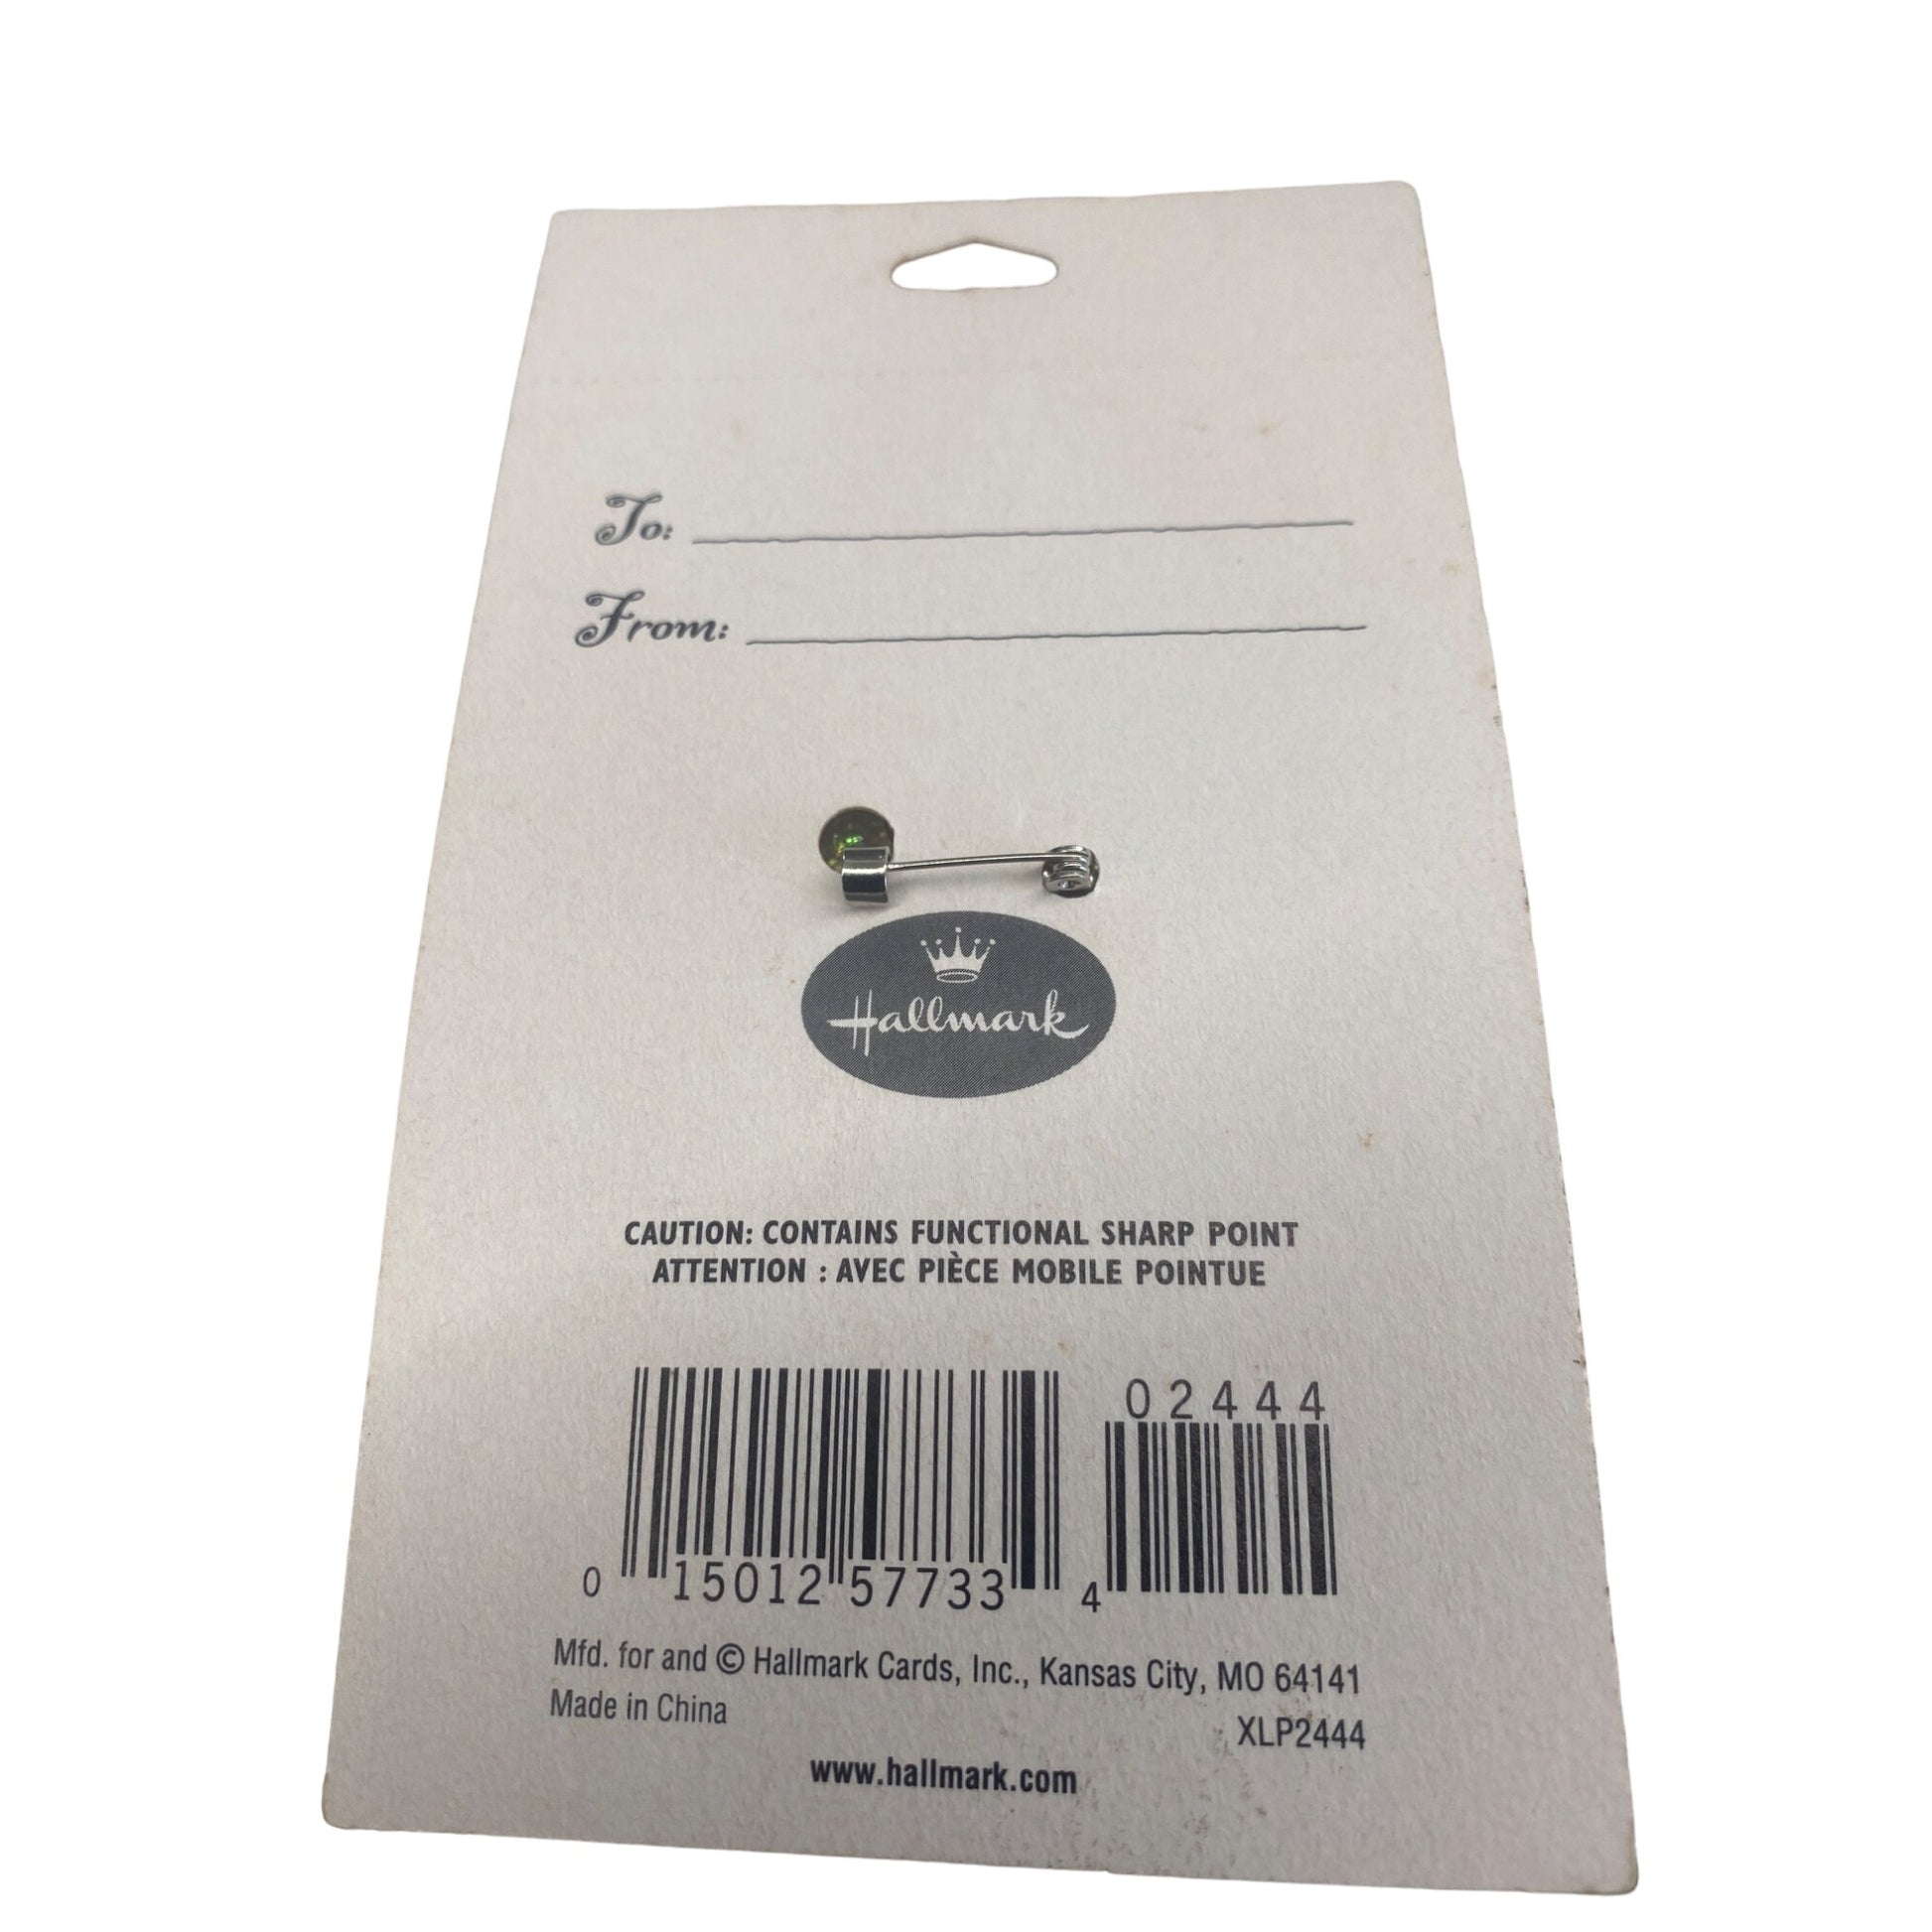 To:
From:
Hallmark
CAUTION: CONTAINS FUNCTIONAL SHARP POINT
ATTENTION : AVEC PIÈCE MOBILE POINTUE
02444
0 15012 57733 4
Mfd. for and © Hallmark Cards, Inc., Kansas City, MO 64141
Made in China
XLP2444
www.hallmark.com